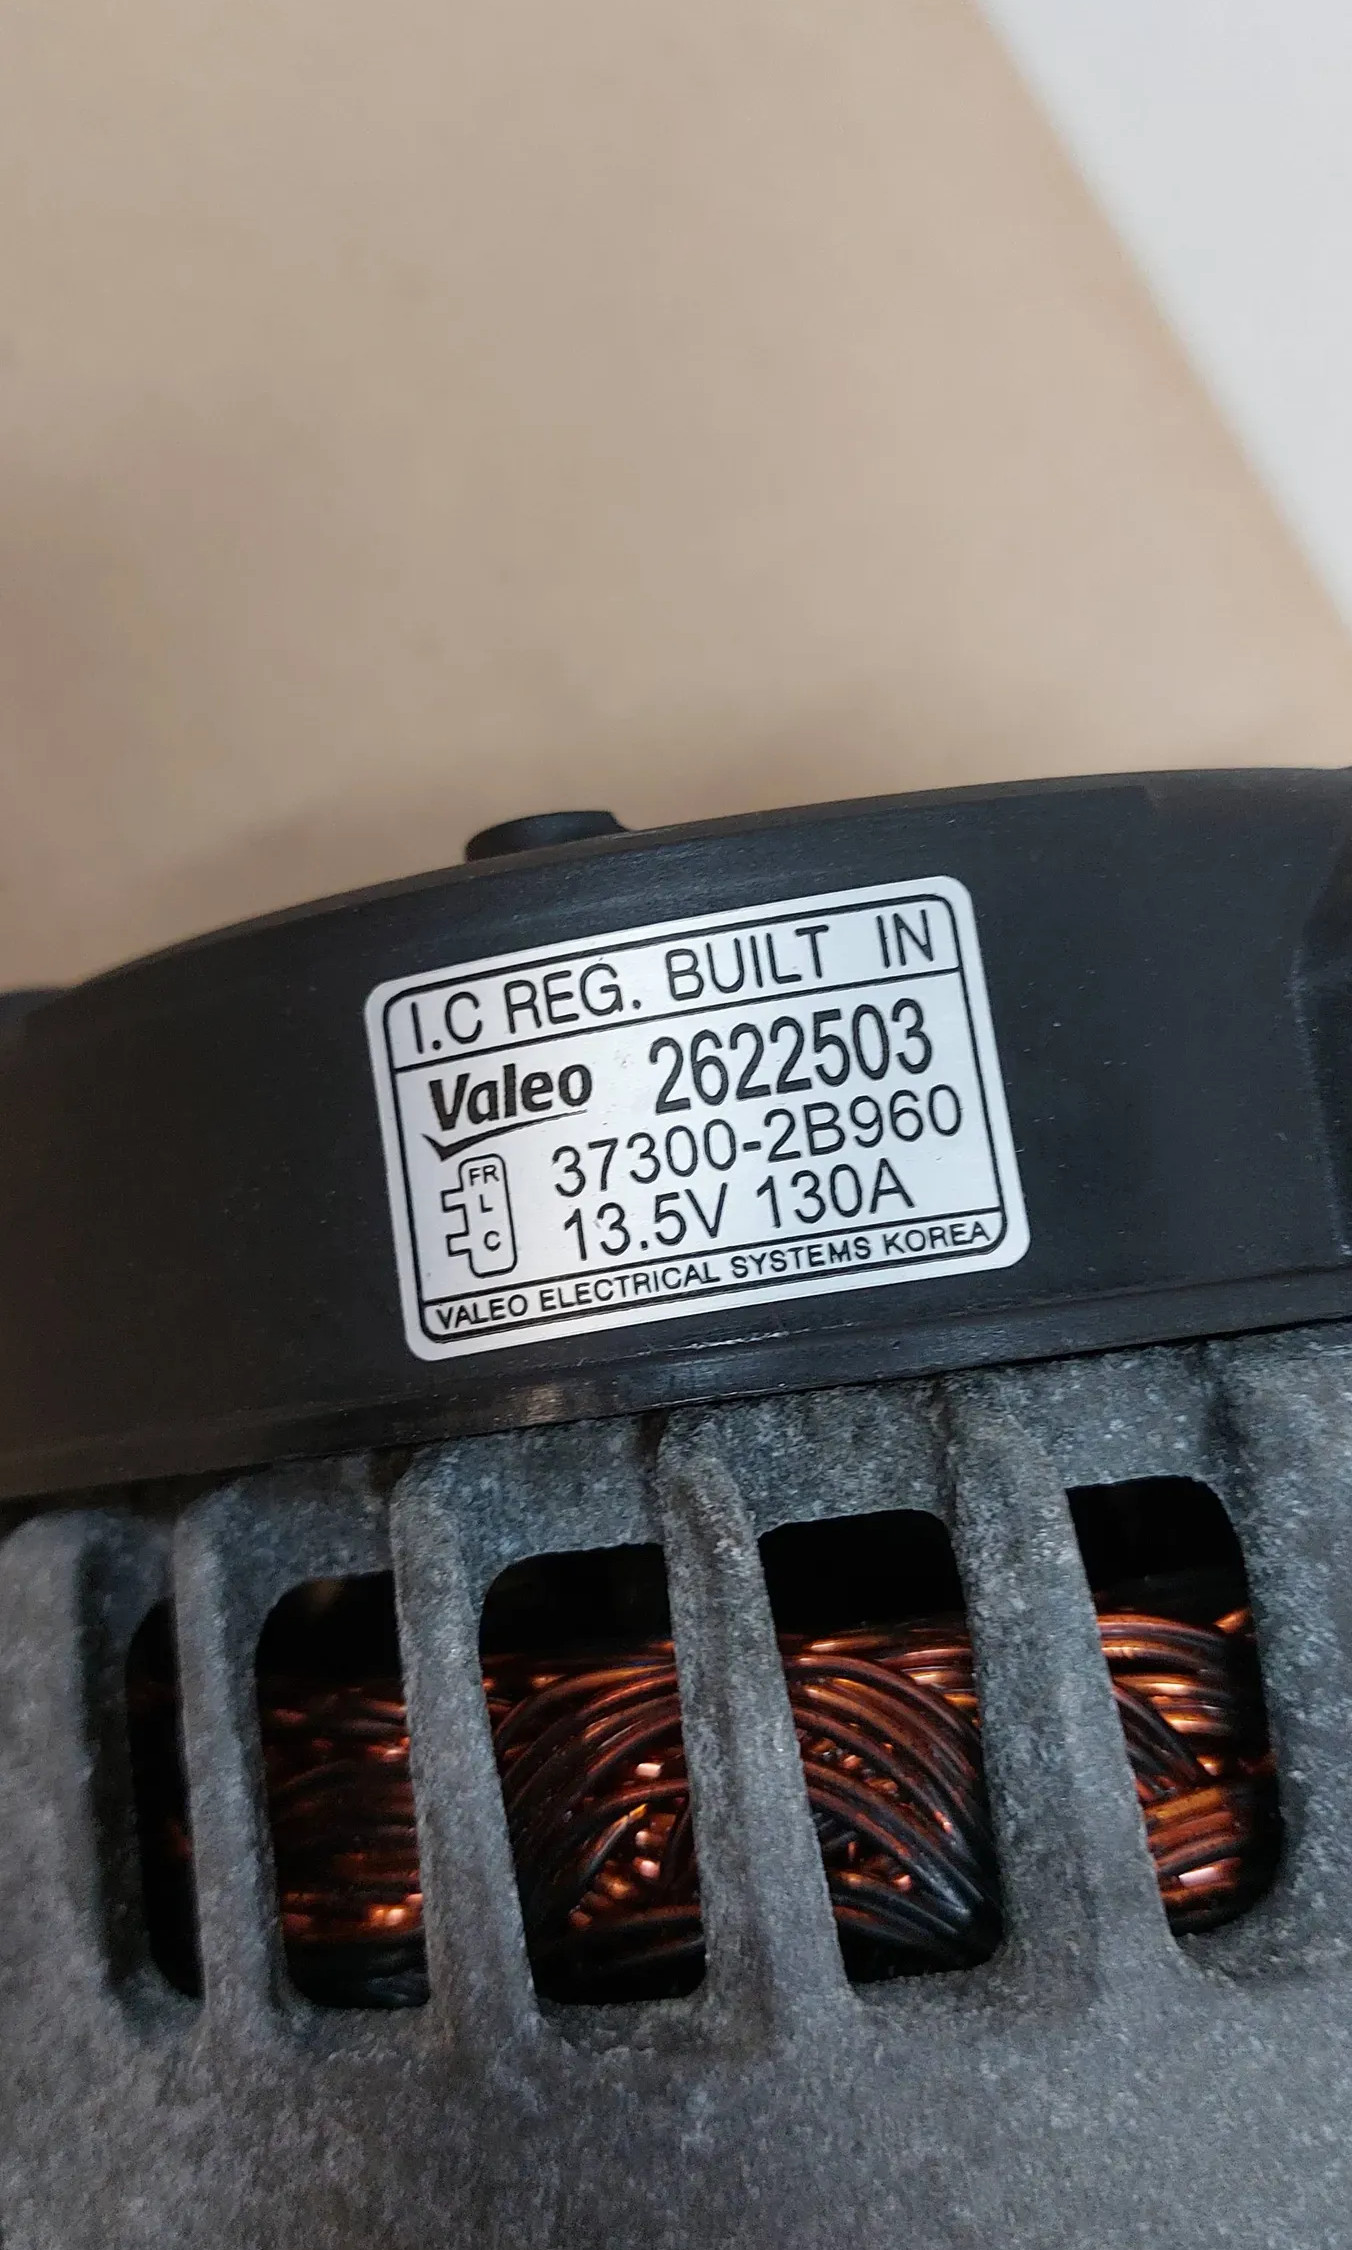 I.C REG. BUILT IN
Valeo 2622503
FR
L
C
37300-2B960
13.5V 130A
VALEO ELECTRICAL SYSTEMS KOREA